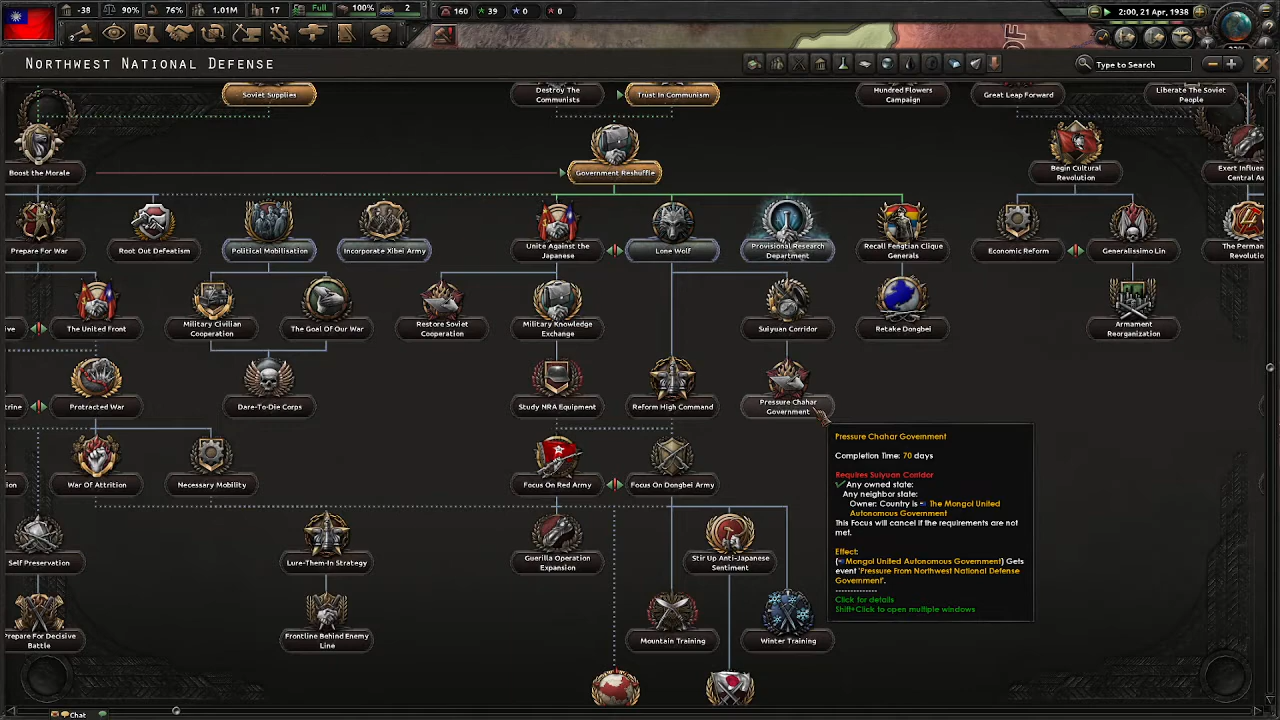 -38
90%
76%
1.01M
17
Full
100%
2
160
39
0
0
2:00, 21 Apr, 1938
Northwest National Defense
Type to Search
Soviet Supplies
Destroy The
Communists
Trust In Communism
Hundred Flowers
Campaign
Great Leap Forward
Liberate The Soviet
People
Boost the Morale
Government Reshuffle
Begin Cultural
Revolution
Exert Influen
Central As
Prepare For War
Root Out Defeatism
Political Mobilisation
Incorporate Xibei Army
Unite Against the
Japanese
Lone Wolf
Provisional Research
Department
Recall Fengtian Clique
Generals
Economic Reform
Generalissimo Lin
The Perman
Revolutio
ive
The United Front
Military Civilian
Cooperation
The Goal Of Our War
Restore Soviet
Cooperation
Military Knowledge
Exchange
Suiyuan Corridor
Retake Dongbei
Armament
Reorganization
trine
Protracted War
Dare-To-Die Corps
Study NRA Equipment
Reform High Command
Pressure Chahar
Government
Pressure Chahar Government
Completion Time: 70 days
Requires Suiyuan Corridor
Any owned state:
Any neighbor state:
Owner: Country is The Mongol United
Autonomous Government
This Focus will cancel if the requirements are not
met.
Effect:
(Mongol United Autonomous Government) Gets
event 'Pressure From Northwest National Defense
Government'.
--------------
Click for details
Shift+Click to open multiple windows
ion
War Of Attrition
Necessary Mobility
Focus On Red Army
Focus On Dongbei Army
Self Preservation
Lure-Them-In Strategy
Guerilla Operation
Expansion
Stir Up Anti-Japanese
Sentiment
Prepare For Decisive
Battle
Frontline Behind Enemy
Line
Mountain Training
Winter Training
Chat